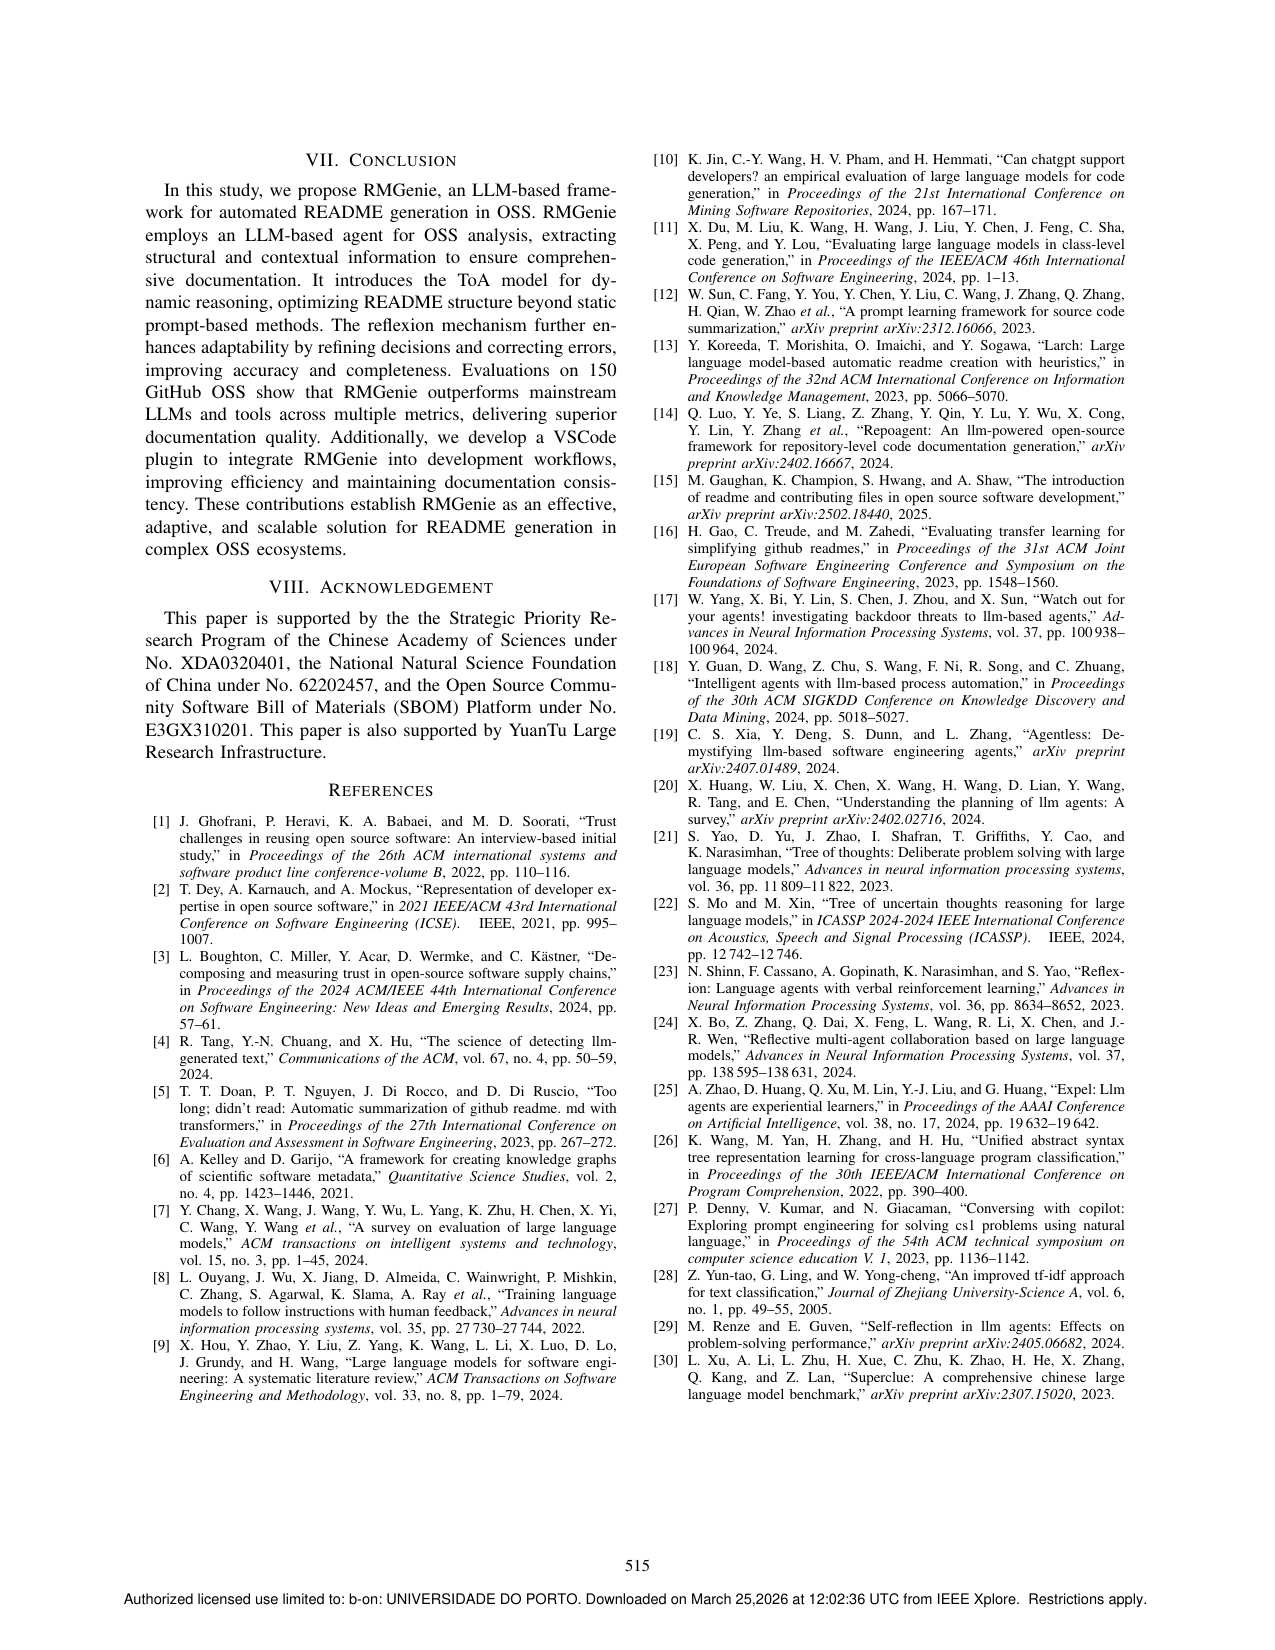 VII. CONCLUSION
In this study, we propose RMGenie, an LLM-based frame-
work for automated README generation in OSS. RMGenie
employs an LLM-based agent for OSS analysis, extracting
structural and contextual information to ensure comprehen-
sive documentation. It introduces the ToA model for dy-
namic reasoning, optimizing README structure beyond static
prompt-based methods. The reflexion mechanism further en-
hances adaptability by refining decisions and correcting errors,
improving accuracy and completeness. Evaluations on 150
GitHub OSS show that RMGenie outperforms mainstream
LLMs and tools across multiple metrics, delivering superior
documentation quality. Additionally, we develop a VSCode
plugin to integrate RMGenie into development workflows,
improving efficiency and maintaining documentation consis-
tency. These contributions establish RMGenie as an effective,
adaptive, and scalable solution for README generation in
complex OSS ecosystems.
VIII. ACKNOWLEDGEMENT
This paper is supported by the the Strategic Priority Re-
search Program of the Chinese Academy of Sciences under
No. XDA0320401, the National Natural Science Foundation
of China under No. 62202457, and the Open Source Commu-
nity Software Bill of Materials (SBOM) Platform under No.
E3GX310201. This paper is also supported by YuanTu Large
Research Infrastructure.
REFERENCES
[1] J. Ghofrani, P. Heravi, K. A. Babaei, and M. D. Soorati, “Trust
challenges in reusing open source software: An interview-based initial
study,” in Proceedings of the 26th ACM international systems and
software product line conference-volume B, 2022, pp. 110–116.
[2] T. Dey, A. Karnauch, and A. Mockus, “Representation of developer ex-
pertise in open source software,” in 2021 IEEE/ACM 43rd International
Conference on Software Engineering (ICSE). IEEE, 2021, pp. 995–
1007.
[3] L. Boughton, C. Miller, Y. Acar, D. Wermke, and C. Kästner, “De-
composing and measuring trust in open-source software supply chains,”
in Proceedings of the 2024 ACM/IEEE 44th International Conference
on Software Engineering: New Ideas and Emerging Results, 2024, pp.
57–61.
[4] R. Tang, Y.-N. Chuang, and X. Hu, “The science of detecting llm-
generated text,” Communications of the ACM, vol. 67, no. 4, pp. 50–59,
2024.
[5] T. T. Doan, P. T. Nguyen, J. Di Rocco, and D. Di Ruscio, “Too
long; didn’t read: Automatic summarization of github readme. md with
transformers,” in Proceedings of the 27th International Conference on
Evaluation and Assessment in Software Engineering, 2023, pp. 267–272.
[6] A. Kelley and D. Garijo, “A framework for creating knowledge graphs
of scientific software metadata,” Quantitative Science Studies, vol. 2,
no. 4, pp. 1423–1446, 2021.
[7] Y. Chang, X. Wang, J. Wang, Y. Wu, L. Yang, K. Zhu, H. Chen, X. Yi,
C. Wang, Y. Wang et al., “A survey on evaluation of large language
models,” ACM transactions on intelligent systems and technology,
vol. 15, no. 3, pp. 1–45, 2024.
[8] L. Ouyang, J. Wu, X. Jiang, D. Almeida, C. Wainwright, P. Mishkin,
C. Zhang, S. Agarwal, K. Slama, A. Ray et al., “Training language
models to follow instructions with human feedback,” Advances in neural
information processing systems, vol. 35, pp. 27 730–27 744, 2022.
[9] X. Hou, Y. Zhao, Y. Liu, Z. Yang, K. Wang, L. Li, X. Luo, D. Lo,
J. Grundy, and H. Wang, “Large language models for software engi-
neering: A systematic literature review,” ACM Transactions on Software
Engineering and Methodology, vol. 33, no. 8, pp. 1–79, 2024.
[10] K. Jin, C.-Y. Wang, H. V. Pham, and H. Hemmati, “Can chatgpt support
developers? an empirical evaluation of large language models for code
generation,” in Proceedings of the 21st International Conference on
Mining Software Repositories, 2024, pp. 167–171.
[11] X. Du, M. Liu, K. Wang, H. Wang, J. Liu, Y. Chen, J. Feng, C. Sha,
X. Peng, and Y. Lou, “Evaluating large language models in class-level
code generation,” in Proceedings of the IEEE/ACM 46th International
Conference on Software Engineering, 2024, pp. 1–13.
[12] W. Sun, C. Fang, Y. You, Y. Chen, Y. Liu, C. Wang, J. Zhang, Q. Zhang,
H. Qian, W. Zhao et al., “A prompt learning framework for source code
summarization,” arXiv preprint arXiv:2312.16066, 2023.
[13] Y. Koreeda, T. Morishita, O. Imaichi, and Y. Sogawa, “Larch: Large
language model-based automatic readme creation with heuristics,” in
Proceedings of the 32nd ACM International Conference on Information
and Knowledge Management, 2023, pp. 5066–5070.
[14] Q. Luo, Y. Ye, S. Liang, Z. Zhang, Y. Qin, Y. Lu, Y. Wu, X. Cong,
Y. Lin, Y. Zhang et al., “Repoagent: An llm-powered open-source
framework for repository-level code documentation generation,” arXiv
preprint arXiv:2402.16667, 2024.
[15] M. Gaughan, K. Champion, S. Hwang, and A. Shaw, “The introduction
of readme and contributing files in open source software development,”
arXiv preprint arXiv:2502.18440, 2025.
[16] H. Gao, C. Treude, and M. Zahedi, “Evaluating transfer learning for
simplifying github readmes,” in Proceedings of the 31st ACM Joint
European Software Engineering Conference and Symposium on the
Foundations of Software Engineering, 2023, pp. 1548–1560.
[17] W. Yang, X. Bi, Y. Lin, S. Chen, J. Zhou, and X. Sun, “Watch out for
your agents! investigating backdoor threats to llm-based agents,” Ad-
vances in Neural Information Processing Systems, vol. 37, pp. 100 938–
100 964, 2024.
[18] Y. Guan, D. Wang, Z. Chu, S. Wang, F. Ni, R. Song, and C. Zhuang,
“Intelligent agents with llm-based process automation,” in Proceedings
of the 30th ACM SIGKDD Conference on Knowledge Discovery and
Data Mining, 2024, pp. 5018–5027.
[19] C. S. Xia, Y. Deng, S. Dunn, and L. Zhang, “Agentless: De-
mystifying llm-based software engineering agents,” arXiv preprint
arXiv:2407.01489, 2024.
[20] X. Huang, W. Liu, X. Chen, X. Wang, H. Wang, D. Lian, Y. Wang,
R. Tang, and E. Chen, “Understanding the planning of llm agents: A
survey,” arXiv preprint arXiv:2402.02716, 2024.
[21] S. Yao, D. Yu, J. Zhao, I. Shafran, T. Griffiths, Y. Cao, and
K. Narasimhan, “Tree of thoughts: Deliberate problem solving with large
language models,” Advances in neural information processing systems,
vol. 36, pp. 11 809–11 822, 2023.
[22] S. Mo and M. Xin, “Tree of uncertain thoughts reasoning for large
language models,” in ICASSP 2024-2024 IEEE International Conference
on Acoustics, Speech and Signal Processing (ICASSP). IEEE, 2024,
pp. 12 742–12 746.
[23] N. Shinn, F. Cassano, A. Gopinath, K. Narasimhan, and S. Yao, “Reflex-
ion: Language agents with verbal reinforcement learning,” Advances in
Neural Information Processing Systems, vol. 36, pp. 8634–8652, 2023.
[24] X. Bo, Z. Zhang, Q. Dai, X. Feng, L. Wang, R. Li, X. Chen, and J.-
R. Wen, “Reflective multi-agent collaboration based on large language
models,” Advances in Neural Information Processing Systems, vol. 37,
pp. 138 595–138 631, 2024.
[25] A. Zhao, D. Huang, Q. Xu, M. Lin, Y.-J. Liu, and G. Huang, “Expel: Llm
agents are experiential learners,” in Proceedings of the AAAI Conference
on Artificial Intelligence, vol. 38, no. 17, 2024, pp. 19 632–19 642.
[26] K. Wang, M. Yan, H. Zhang, and H. Hu, “Unified abstract syntax
tree representation learning for cross-language program classification,”
in Proceedings of the 30th IEEE/ACM International Conference on
Program Comprehension, 2022, pp. 390–400.
[27] P. Denny, V. Kumar, and N. Giacaman, “Conversing with copilot:
Exploring prompt engineering for solving cs1 problems using natural
language,” in Proceedings of the 54th ACM technical symposium on
computer science education V. 1, 2023, pp. 1136–1142.
[28] Z. Yun-tao, G. Ling, and W. Yong-cheng, “An improved tf-idf approach
for text classification,” Journal of Zhejiang University-Science A, vol. 6,
no. 1, pp. 49–55, 2005.
[29] M. Renze and E. Guven, “Self-reflection in llm agents: Effects on
problem-solving performance,” arXiv preprint arXiv:2405.06682, 2024.
[30] L. Xu, A. Li, L. Zhu, H. Xue, C. Zhu, K. Zhao, H. He, X. Zhang,
Q. Kang, and Z. Lan, “Superclue: A comprehensive chinese large
language model benchmark,” arXiv preprint arXiv:2307.15020, 2023.
515
Authorized licensed use limited to: b-on: UNIVERSIDADE DO PORTO. Downloaded on March 25,2026 at 12:02:36 UTC from IEEE Xplore. Restrictions apply.